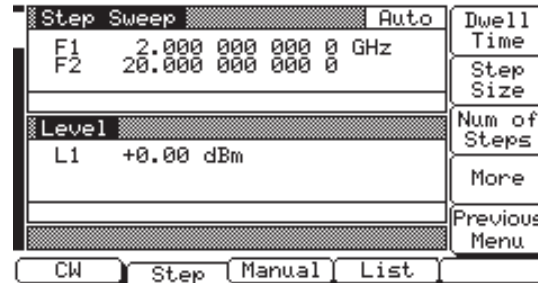 Step Sweep Auto
F1 2.000 000 000 0 GHz
F2 20.000 000 000 0
Level
L1 +0.00 dBm
Dwell
Time
Step
Size
Num of
Steps
More
Previous
Menu
CW Step Manual List